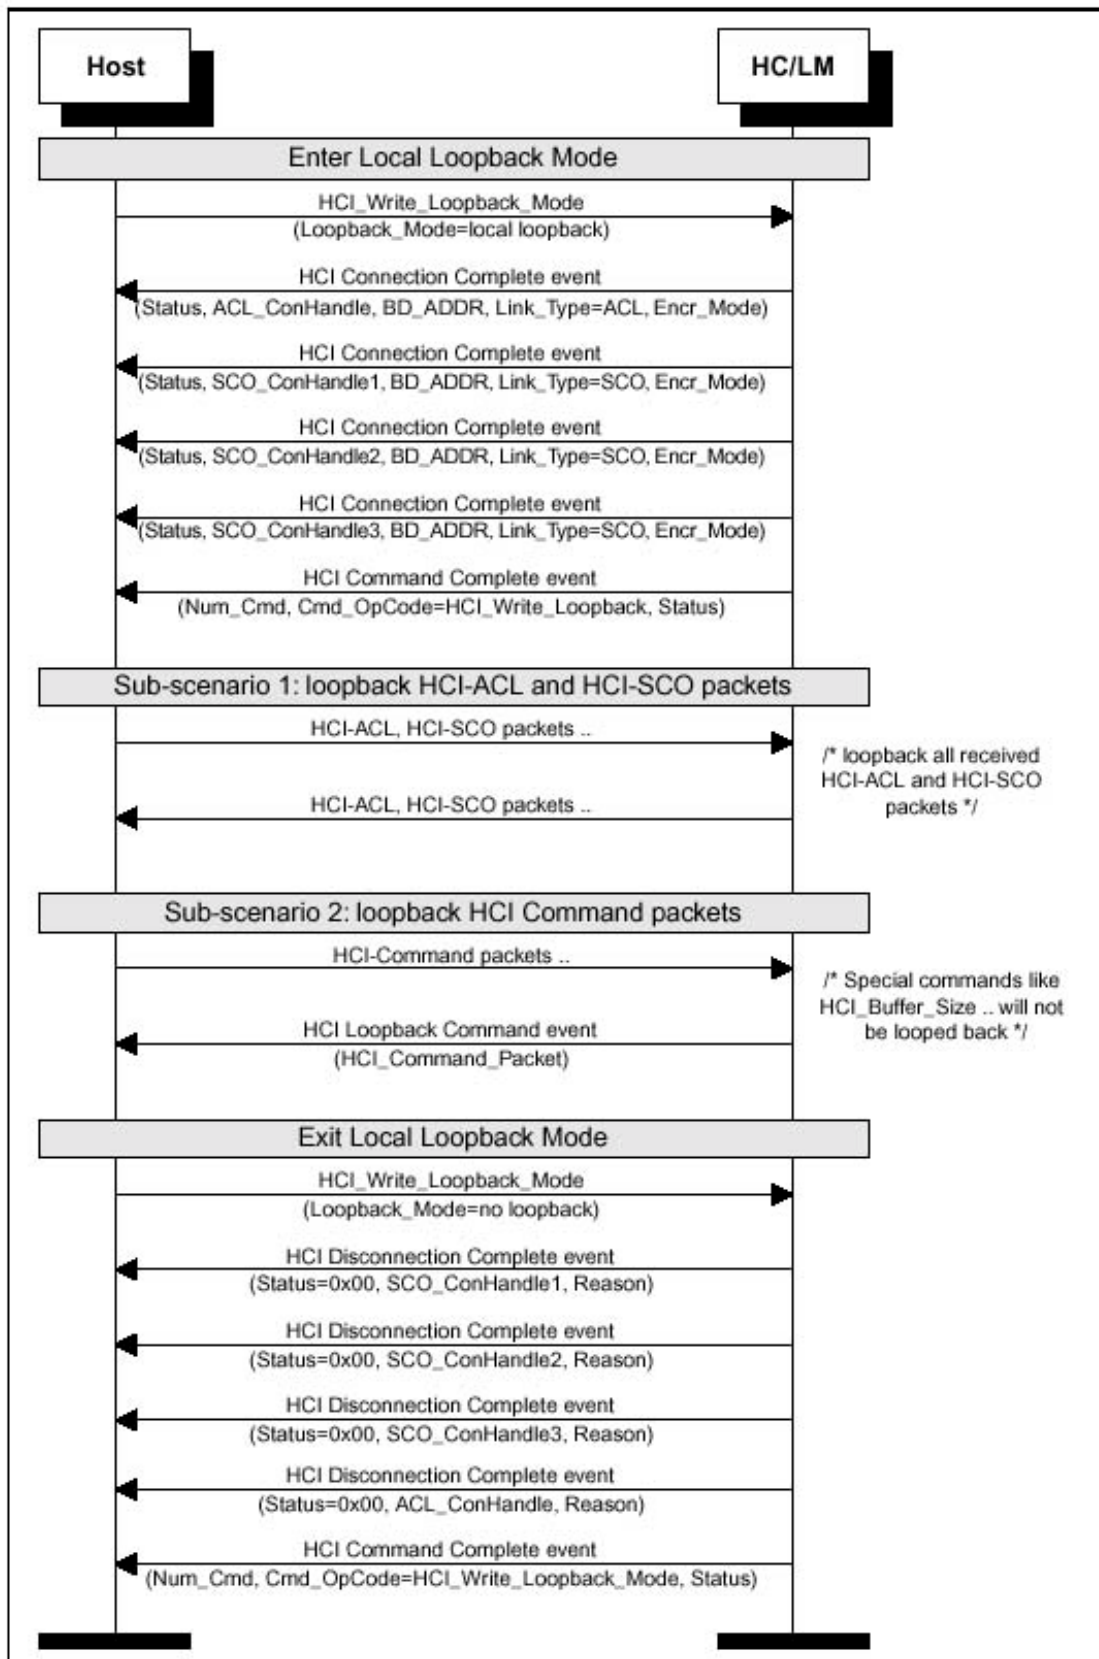 Host
HC/LM
Enter Local Loopback Mode
HCI_Write_Loopback_Mode
(Loopback_Mode=local loopback)
HCI Connection Complete event
(Status, ACL_ConHandle, BD_ADDR, Link_Type=ACL, Encr_Mode)
HCI Connection Complete event
(Status, SCO_ConHandle1, BD_ADDR, Link_Type=SCO, Encr_Mode)
HCI Connection Complete event
(Status, SCO_ConHandle2, BD_ADDR, Link_Type=SCO, Encr_Mode)
HCI Connection Complete event
(Status, SCO_ConHandle3, BD_ADDR, Link_Type=SCO, Encr_Mode)
HCI Command Complete event
(Num_Cmd, Cmd_OpCode=HCI_Write_Loopback, Status)
Sub-scenario 1: loopback HCI-ACL and HCI-SCO packets
HCI-ACL, HCI-SCO packets ..
/* loopback all received
HCI-ACL and HCI-SCO
packets */
HCI-ACL, HCI-SCO packets ..
Sub-scenario 2: loopback HCI Command packets
HCI-Command packets ..
/* Special commands like
HCI_Buffer_Size .. will not
be looped back */
HCI Loopback Command event
(HCI_Command_Packet)
Exit Local Loopback Mode
HCI_Write_Loopback_Mode
(Loopback_Mode=no loopback)
HCI Disconnection Complete event
(Status=0x00, SCO_ConHandle1, Reason)
HCI Disconnection Complete event
(Status=0x00, SCO_ConHandle2, Reason)
HCI Disconnection Complete event
(Status=0x00, SCO_ConHandle3, Reason)
HCI Disconnection Complete event
(Status=0x00, ACL_ConHandle, Reason)
HCI Command Complete event
(Num_Cmd, Cmd_OpCode=HCI_Write_Loopback_Mode, Status)